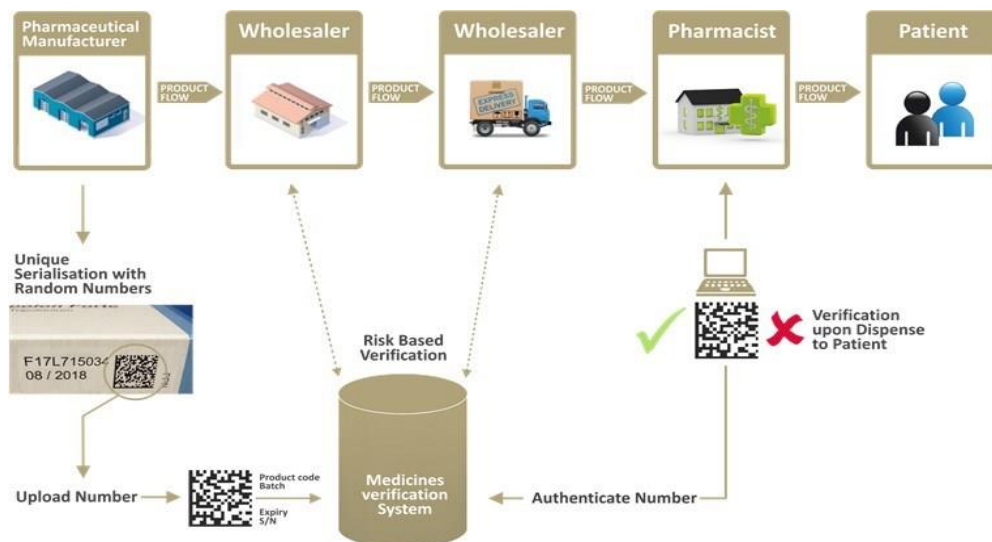 Pharmaceutical
Manufacturer
Wholesaler
Wholesaler
Pharmacist
Patient
PRODUCT
FLOW
PRODUCT
FLOW
EXPRESS
DELIVERY
PRODUCT
FLOW
PRODUCT
FLOW
Unique
Serialisation with
Random Numbers
F17L715034
08 / 2018
Risk Based
Verification
Verification
upon Dispense
to Patient
Upload Number
Product code
Batch
Expiry
S/N
Medicines
verification
System
Authenticate Number